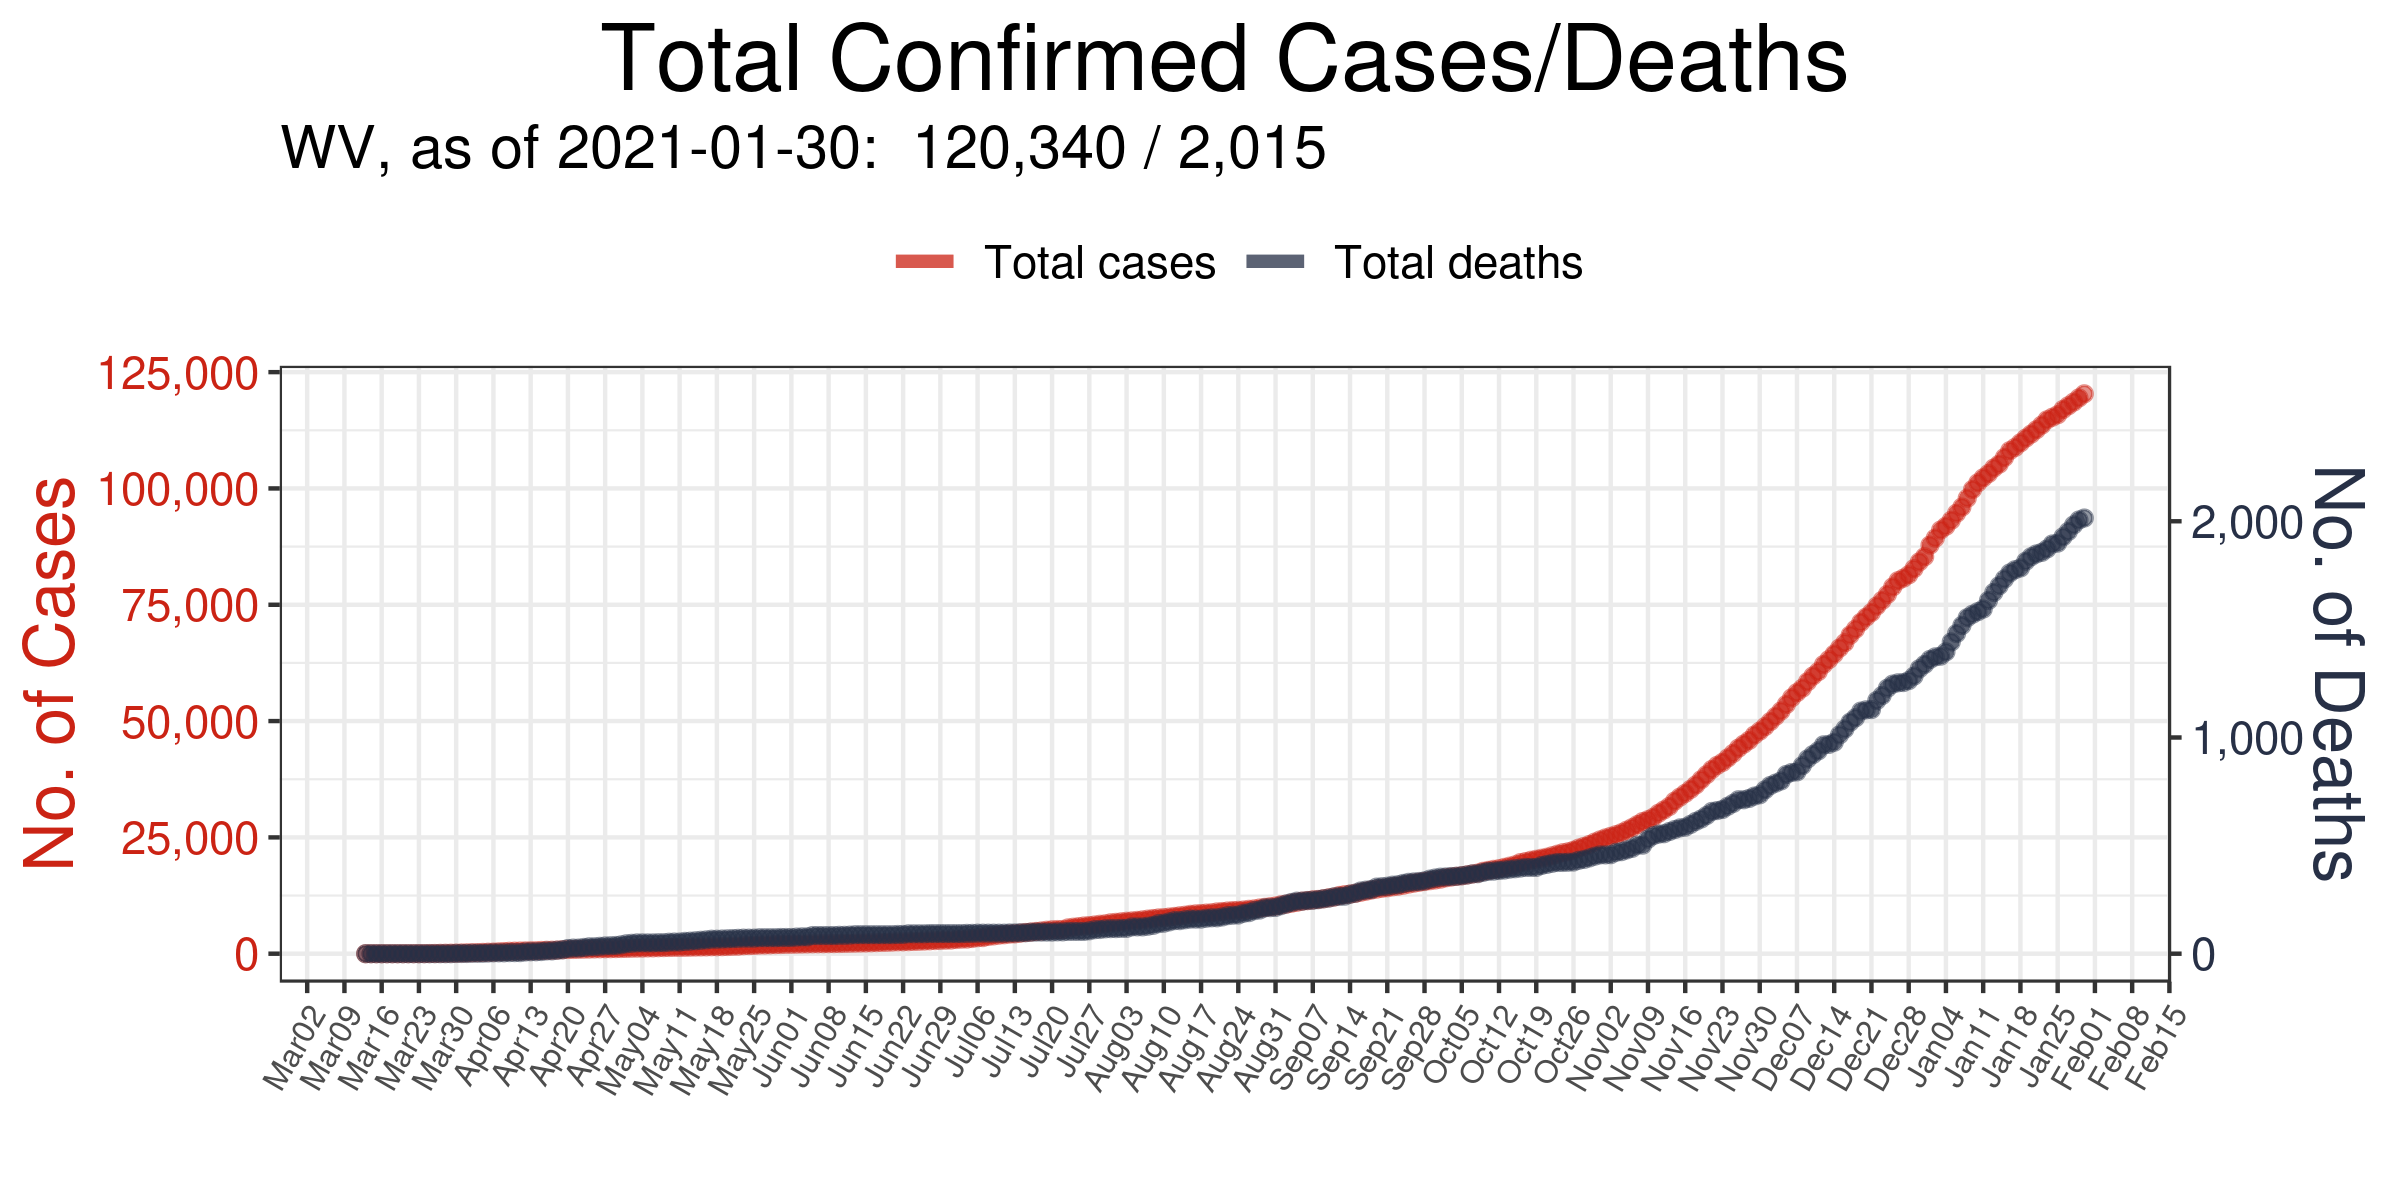 Total Confirmed Cases/Deaths
WV, as of 2021-01-30:  120,340 / 2,015
Total cases
Total deaths
No. of Cases
125,000
100,000
75,000
50,000
25,000
0
2,000
1,000
0
No. of Deaths
Mar02
Mar09
Mar16
Mar23
Mar30
Apr06
Apr13
Apr20
Apr27
May04
May11
May18
May25
Jun01
Jun08
Jun15
Jun22
Jun29
Jul06
Jul13
Jul20
Jul27
Aug03
Aug10
Aug17
Aug24
Aug31
Sep07
Sep14
Sep21
Sep28
Oct05
Oct12
Oct19
Oct26
Nov02
Nov09
Nov16
Nov23
Nov30
Nov07
Dec14
Dec21
Dec28
Dec04
Jan11
Jan18
Jan18
Jan25
Feb01
Feb08
Feb15